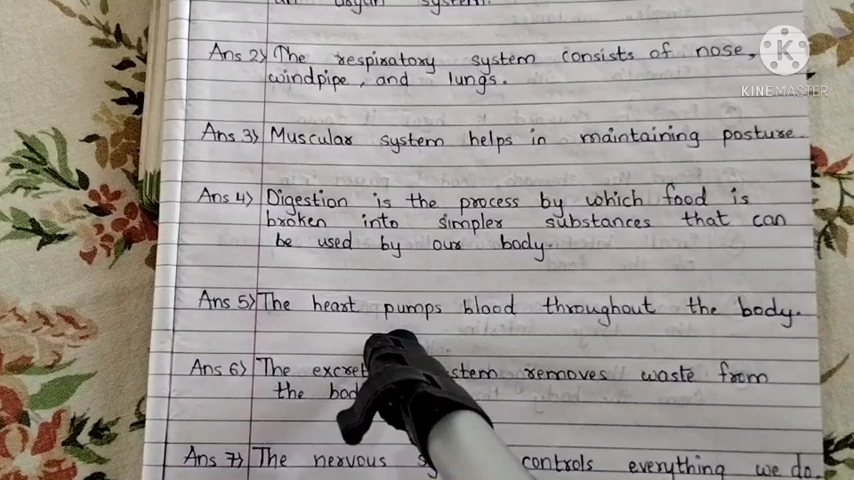 an organ system.
Ans 2) The respiratory system consists of nose,
windpipe, and lungs.
KINEMASTER
Ans 3) Muscular system helps in maintaining posture.
Ans 4) Digestion is the process by which food is
broken into simpler substances that can
be used by our body.
Ans 5) The heart pumps blood throughout the body.
Ans 6) The removes waste from
the
Ans 7) The nervous controls everything we do.